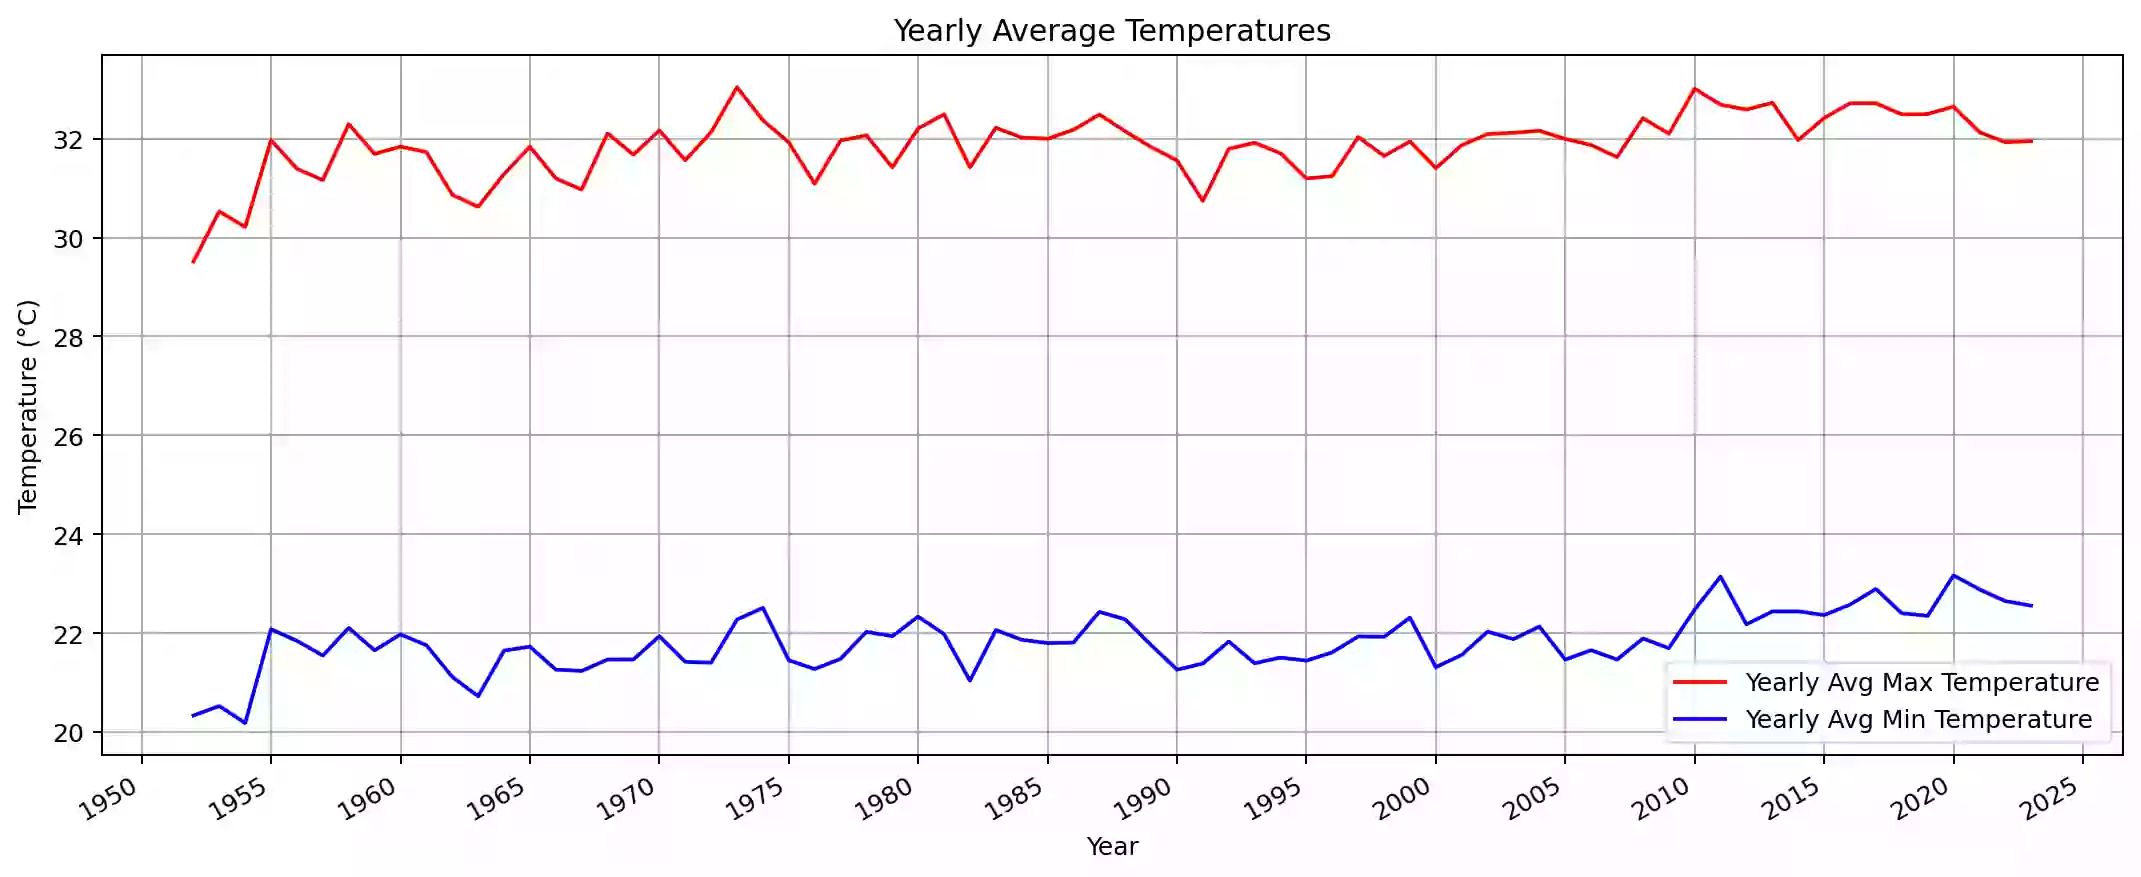 Yearly Average Temperatures
Temperature (°C)
32
30
28
26
24
22
20
Yearly Avg Max Temperature
Yearly Avg Min Temperature
1950 1955 1960 1965 1970 1975 1980 1985 1990 1995 2000 2005 2010 2015 2020 2025
Year